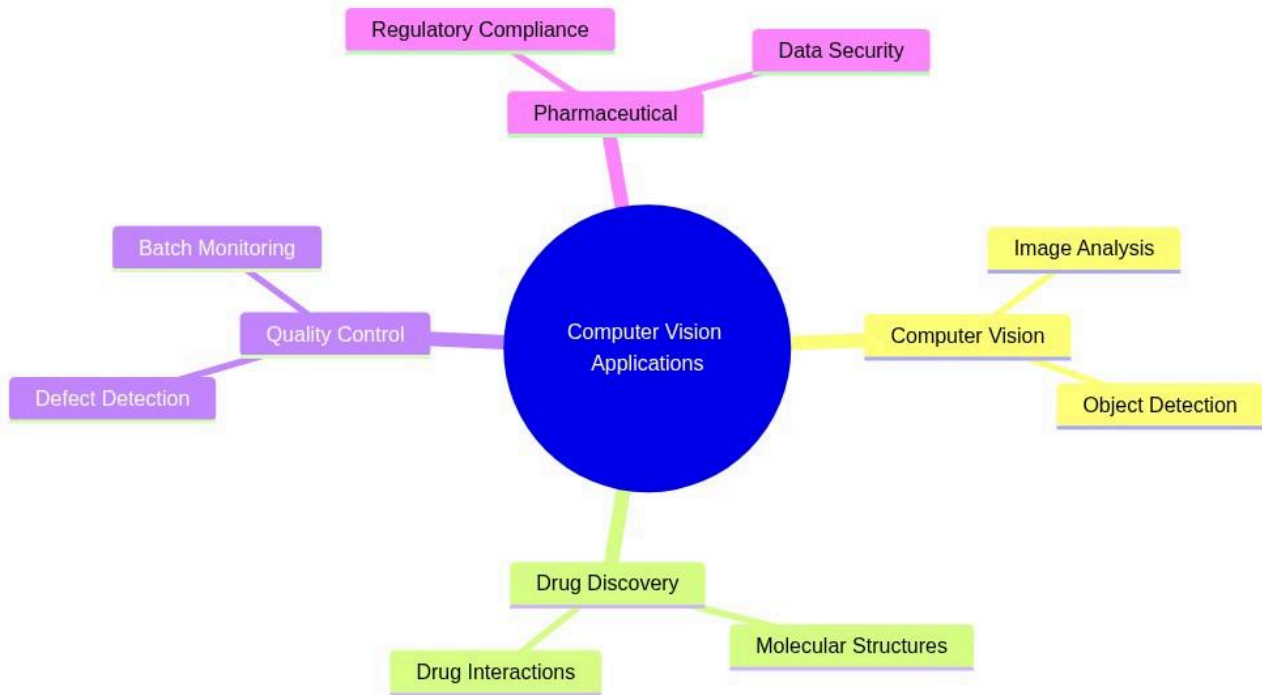 Regulatory Compliance
Data Security
Pharmaceutical
Batch Monitoring
Image Analysis
Quality Control
Computer Vision
Applications
Computer Vision
Defect Detection
Object Detection
Drug Discovery
Molecular Structures
Drug Interactions